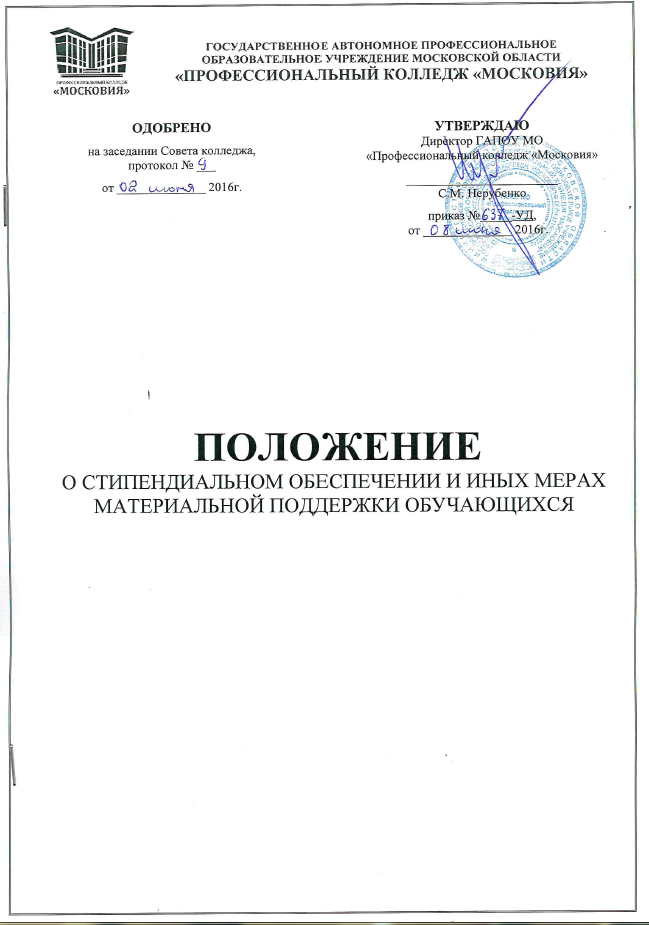 ПРОФЕССИОНАЛЬНЫЙ КОЛЛЕДЖ
«МОСКОВИЯ»
ГОСУДАРСТВЕННОЕ АВТОНОМНОЕ ПРОФЕССИОНАЛЬНОЕ
ОБРАЗОВАТЕЛЬНОЕ УЧРЕЖДЕНИЕ МОСКОВСКОЙ ОБЛАСТИ
«ПРОФЕССИОНАЛЬНЫЙ КОЛЛЕДЖ «МОСКОВИЯ»
ОДОБРЕНО
на заседании Совета колледжа,
протокол № 9
от 02 июня 2016г.
УТВЕРЖДАЮ
Директор ГАПОУ МО
«Профессиональный колледж «Московия»
С.М. Нерубенко
приказ № 637 -УД.
от 08 июня 2016г.
ПОЛОЖЕНИЕ
О СТИПЕНДИАЛЬНОМ ОБЕСПЕЧЕНИИ И ИНЫХ МЕРАХ
МАТЕРИАЛЬНОЙ ПОДДЕРЖКИ ОБУЧАЮЩИХСЯ